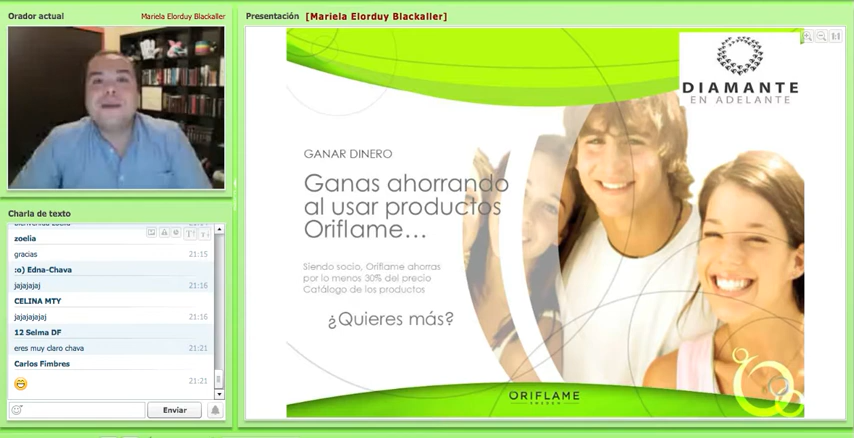 Orador actual
Mariela Elorduy Blackaller
Presentación [Mariela Elorduy Blackaller]
DIAMANTE
EN ADELANTE
GANAR DINERO
Ganas ahorrando
al usar productos
Oriflame...
Siendo socio, Oriflame ahorras
por lo menos 30% del precio
Catálogo de los productos
¿Quieres más?
ORIFLAME
SWEDEN
Charla de texto
zoelia
gracias 21:15
:o) Edna-Chava
jajajajaj 21:16
CELINA MTY
jajajajajaj 21:16
12 Selma DF
eres muy claro chava 21:21
Carlos Fimbres
21:21
Enviar